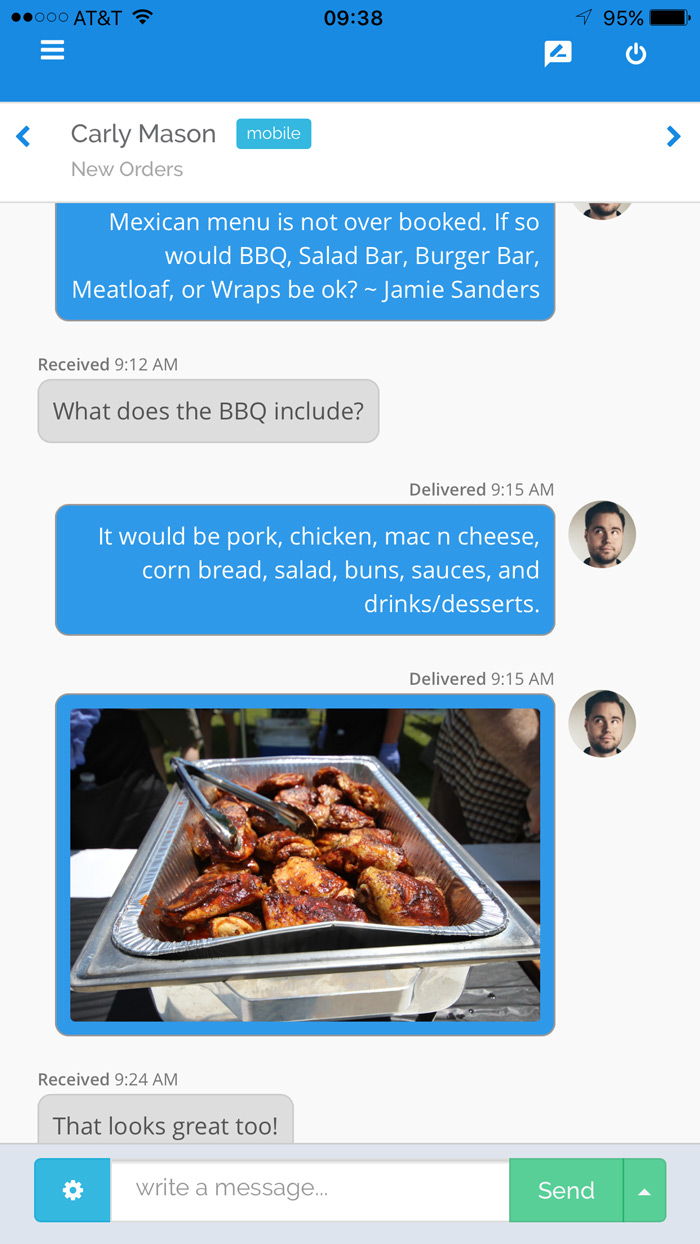 AT&T 09:38 95%
Carly Mason mobile
New Orders
Mexican menu is not over booked. If so
would BBQ, Salad Bar, Burger Bar,
Meatloaf, or Wraps be ok? ~ Jamie Sanders
Received 9:12 AM
What does the BBQ include?
Delivered 9:15 AM
It would be pork, chicken, mac n cheese,
corn bread, salad, buns, sauces, and
drinks/desserts.
Delivered 9:15 AM
Received 9:24 AM
That looks great too!
write a message... Send